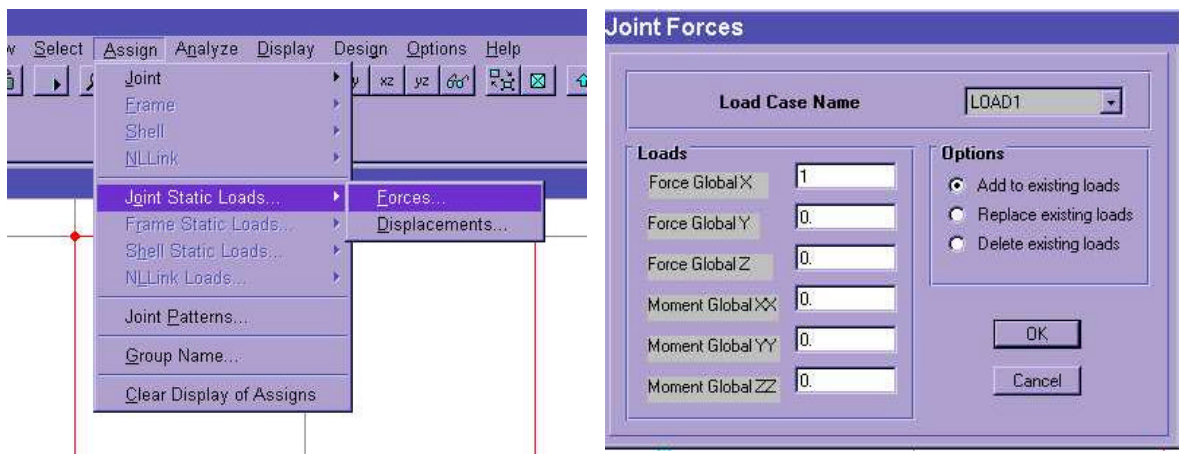 Select Assign Analyze Display Design Options Help
Joint
Frame
Shell
NLLink
Joint Static Loads...
Frame Static Loads...
Shell Static Loads...
NLLink Loads...
Joint Patterns...
Group Name...
Clear Display of Assigns
Forces...
Displacements...
xz yz
Joint Forces
Load Case Name LOAD1
Loads
Force Global X 1
Force Global Y 0.
Force Global Z 0.
Moment Global XX 0.
Moment Global YY 0.
Moment Global ZZ 0.
Options
Add to existing loads
Replace existing loads
Delete existing loads
OK
Cancel